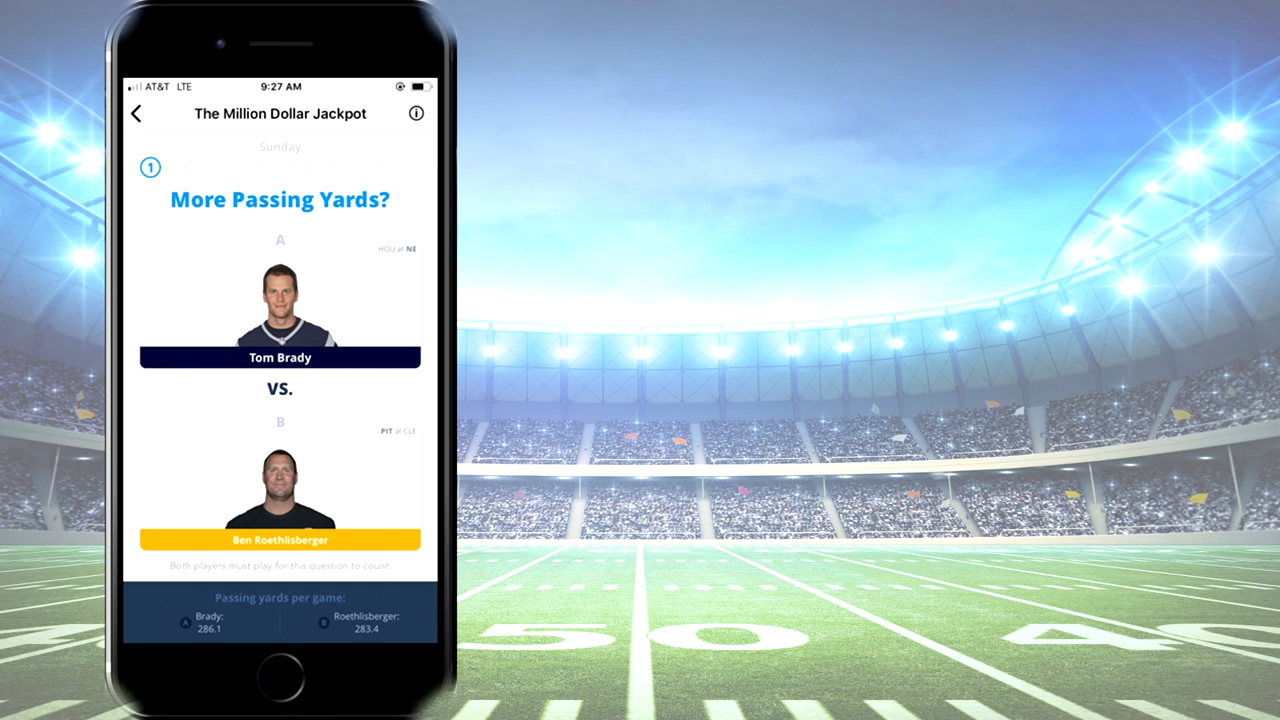 AT&T LTE 9:27 AM
The Million Dollar Jackpot
Sunday
1
More Passing Yards?
A
HOU at NE
Tom Brady
VS.
B
PIT at CLE
Ben Roethlisberger
Both players must play for this question to count
Passing yards per game:
A Brady: 286.1
B Roethlisberger: 283.4
50 4